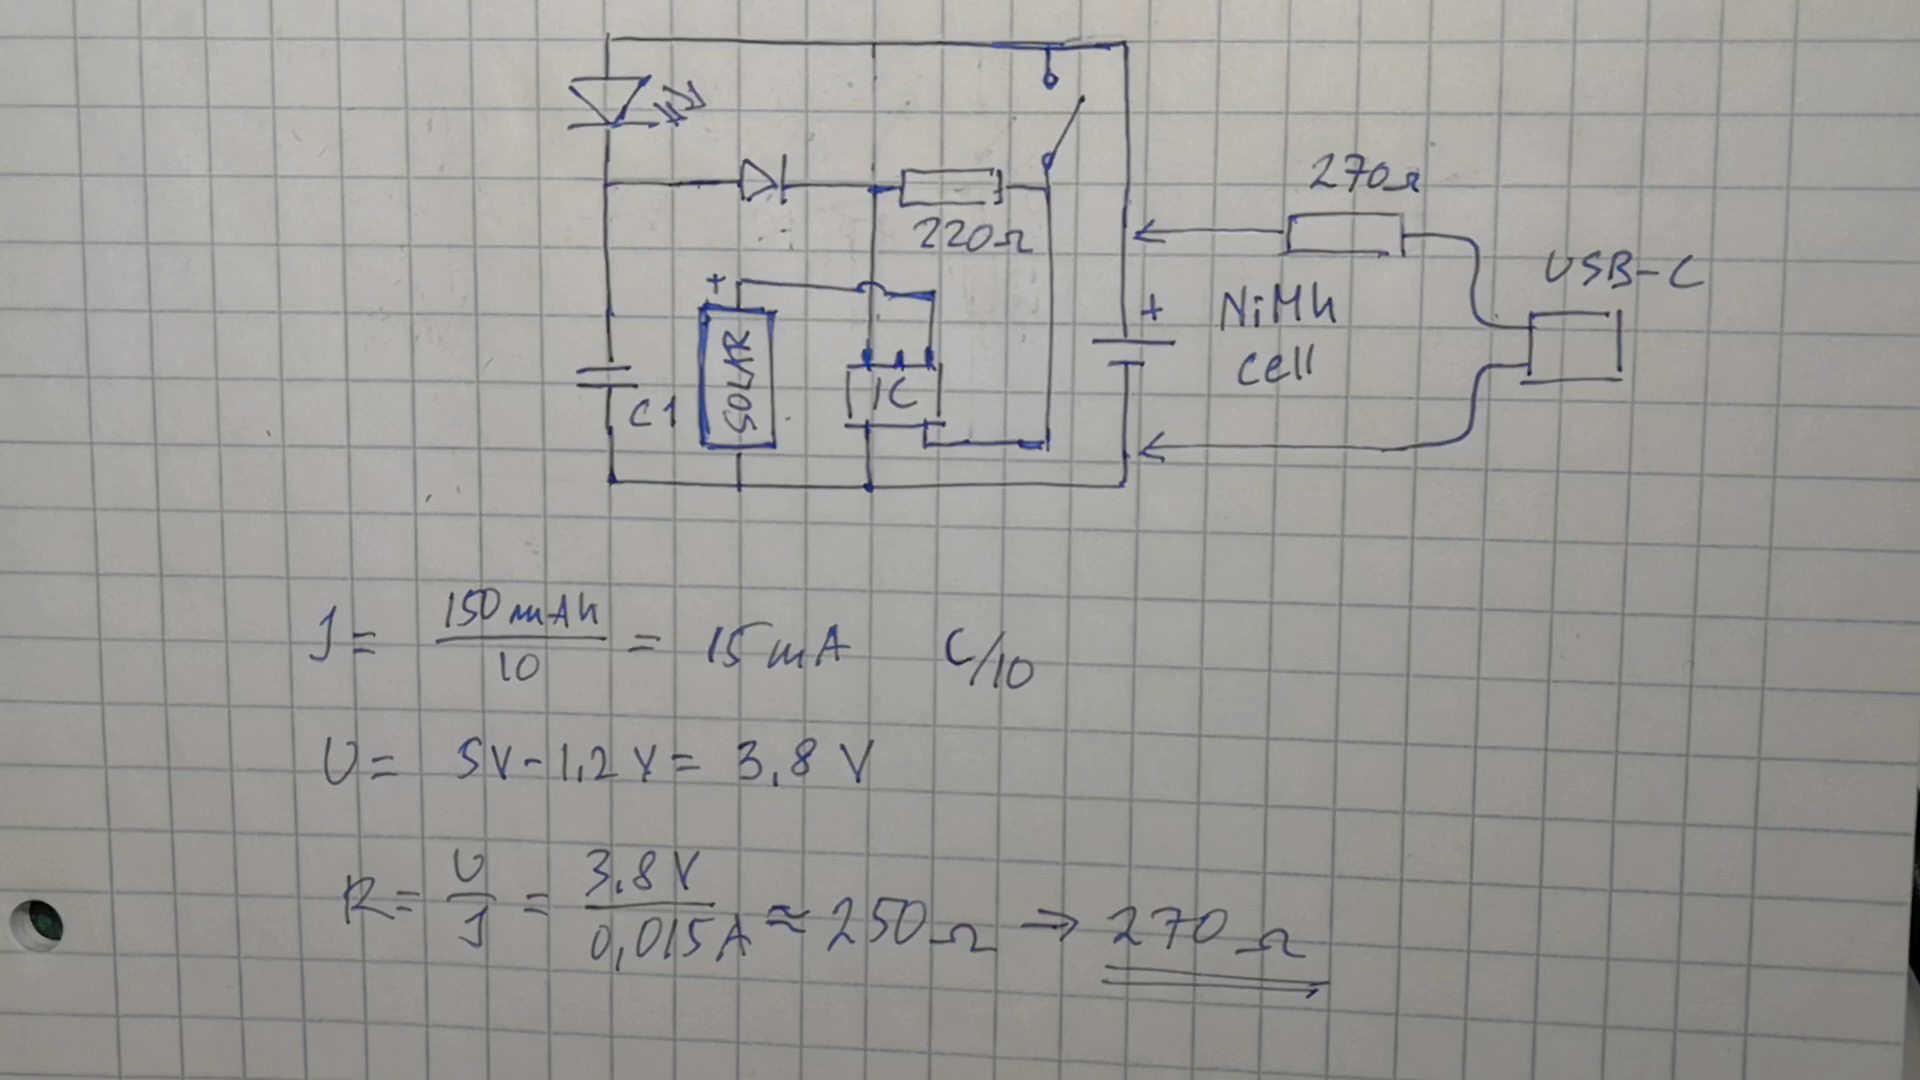 270Ω
220Ω
USB-C
+
+
NiMh
cell
SOLAR
IC
C1
I = 150 mAh / 10 = 15 mA C/10
U = 5V - 1,2 V = 3,8 V
R = U / I = 3,8 V / 0,015 A ≈ 250 Ω → 270 Ω